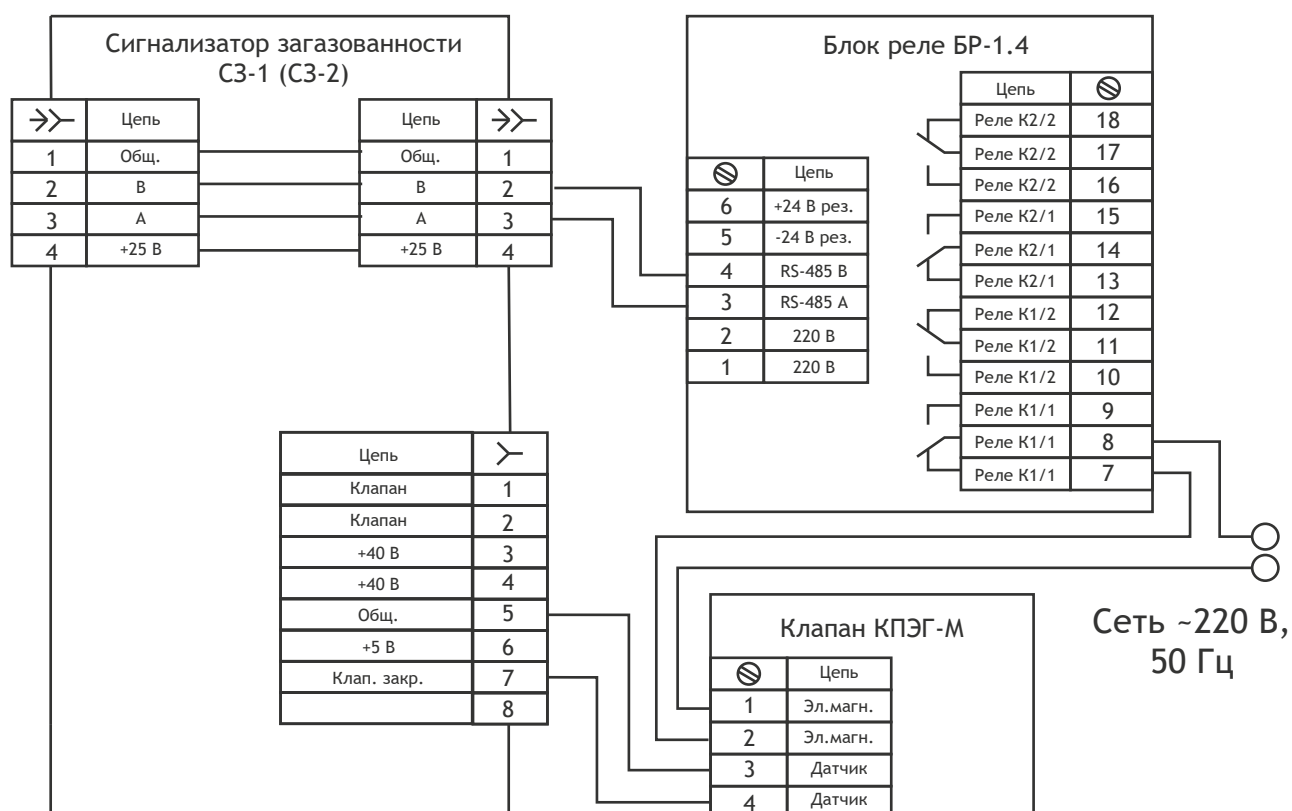 Сигнализатор загазованности
СЗ-1 (СЗ-2)
Цепь
1 Общ.
2 В
3 А
4 +25 В
Цепь
Общ. 1
В 2
А 3
+25 В 4
Блок реле БР-1.4
Цепь
6 +24 В рез.
5 -24 В рез.
4 RS-485 В
3 RS-485 А
2 220 В
1 220 В
Цепь
Реле К2/2 18
Реле К2/2 17
Реле К2/2 16
Реле К2/1 15
Реле К2/1 14
Реле К2/1 13
Реле К1/2 12
Реле К1/2 11
Реле К1/2 10
Реле К1/1 9
Реле К1/1 8
Реле К1/1 7
Цепь
Клапан 1
Клапан 2
+40 В 3
+40 В 4
Общ. 5
+5 В 6
Клап. закр. 7
8
Клапан КПЭГ-М
Цепь
1 Эл.магн.
2 Эл.магн.
3 Датчик
4 Датчик
Сеть ~220 В,
50 Гц